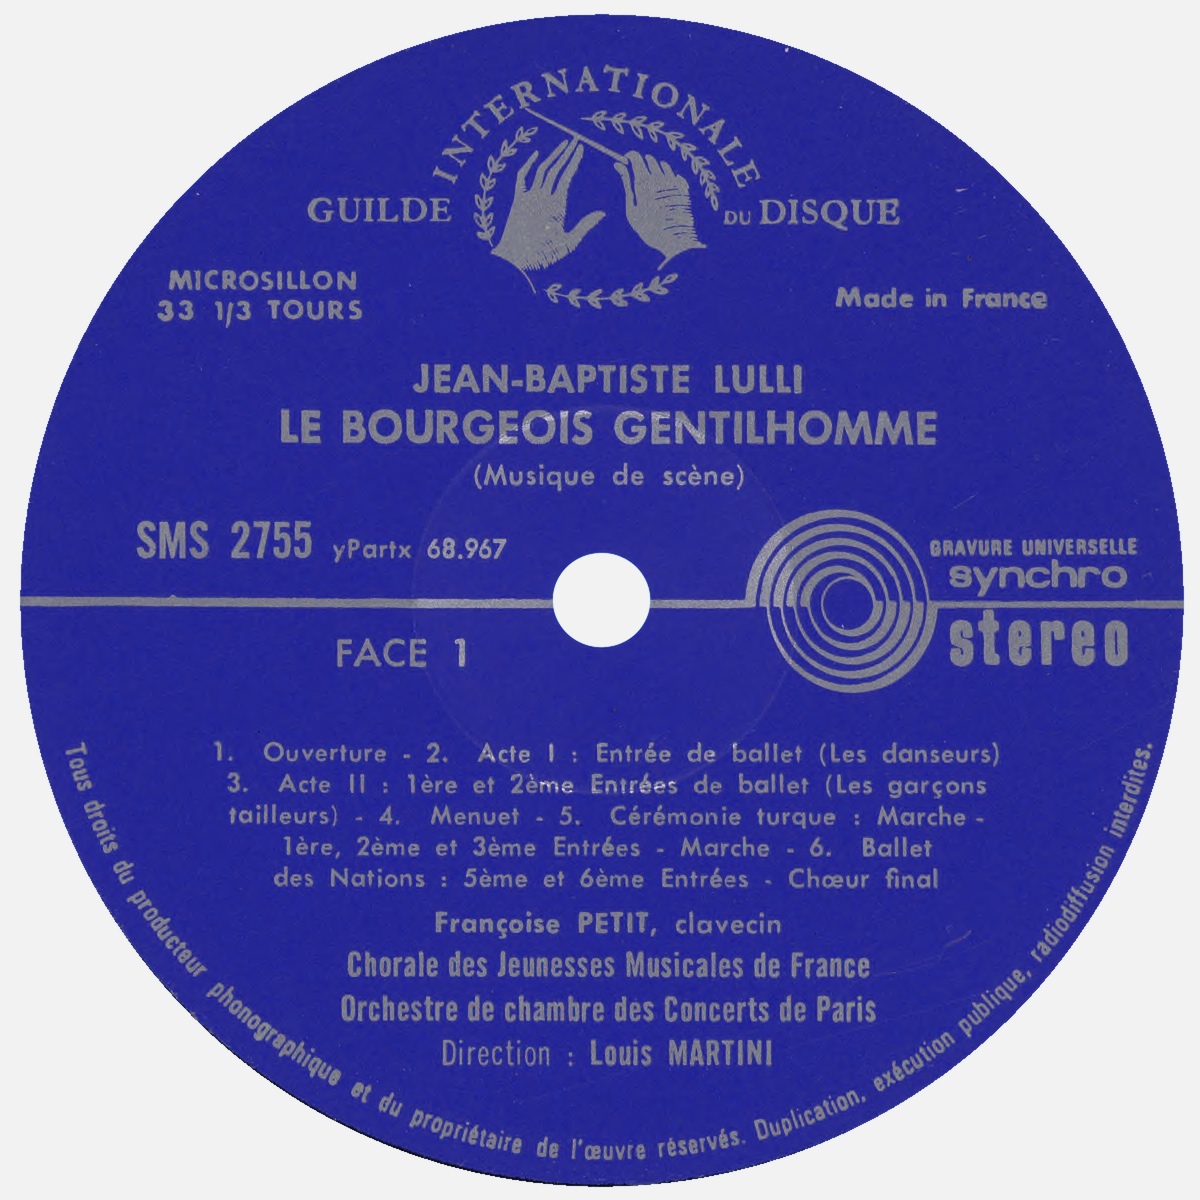 GUILDE INTERNATIONALE DU DISQUE
MICROSILLON
33 1/3 TOURS
Made in France
JEAN-BAPTISTE LULLI
LE BOURGEOIS GENTILHOMME
(Musique de scène)
SMS 2755 yPartx 68.967
GRAVURE UNIVERSELLE
synchro
stereo
FACE 1
1. Ouverture - 2. Acte I : Entrée de ballet (Les danseurs)
3. Acte II : 1ère et 2ème Entrées de ballet (Les garçons
tailleurs) - 4. Menuet - 5. Cérémonie turque : Marche -
1ère, 2ème et 3ème Entrées - Marche - 6. Ballet
des Nations : 5ème et 6ème Entrées - Chœur final
Françoise PETIT, clavecin
Chorale des Jeunesses Musicales de France
Orchestre de chambre des Concerts de Paris
Direction : Louis MARTINI
Tous droits du producteur phonographique et du propriétaire de l'œuvre réservés. Duplication, exécution publique, radiodiffusion interdites.